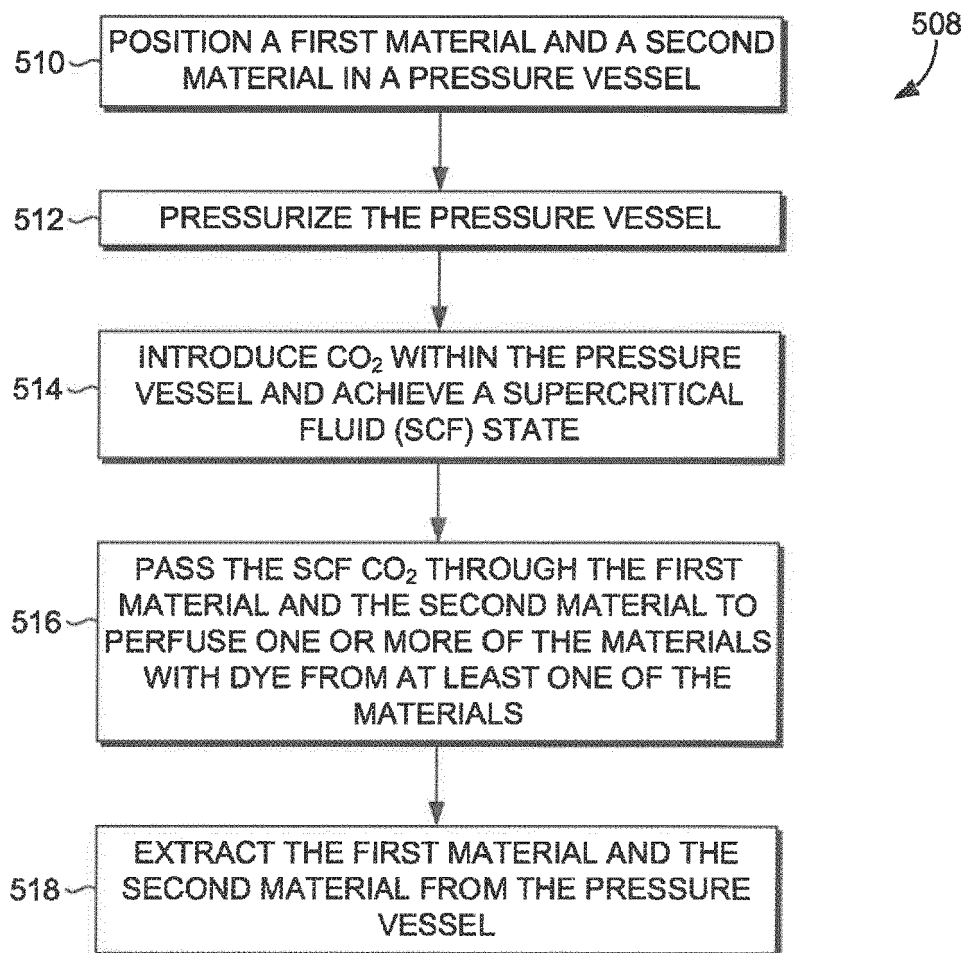 508
510
POSITION A FIRST MATERIAL AND A SECOND
MATERIAL IN A PRESSURE VESSEL
512
PRESSURIZE THE PRESSURE VESSEL
514
INTRODUCE CO₂ WITHIN THE PRESSURE
VESSEL AND ACHIEVE A SUPERCRITICAL
FLUID (SCF) STATE
516
PASS THE SCF CO₂ THROUGH THE FIRST
MATERIAL AND THE SECOND MATERIAL TO
PERFUSE ONE OR MORE OF THE MATERIALS
WITH DYE FROM AT LEAST ONE OF THE
MATERIALS
518
EXTRACT THE FIRST MATERIAL AND THE
SECOND MATERIAL FROM THE PRESSURE
VESSEL